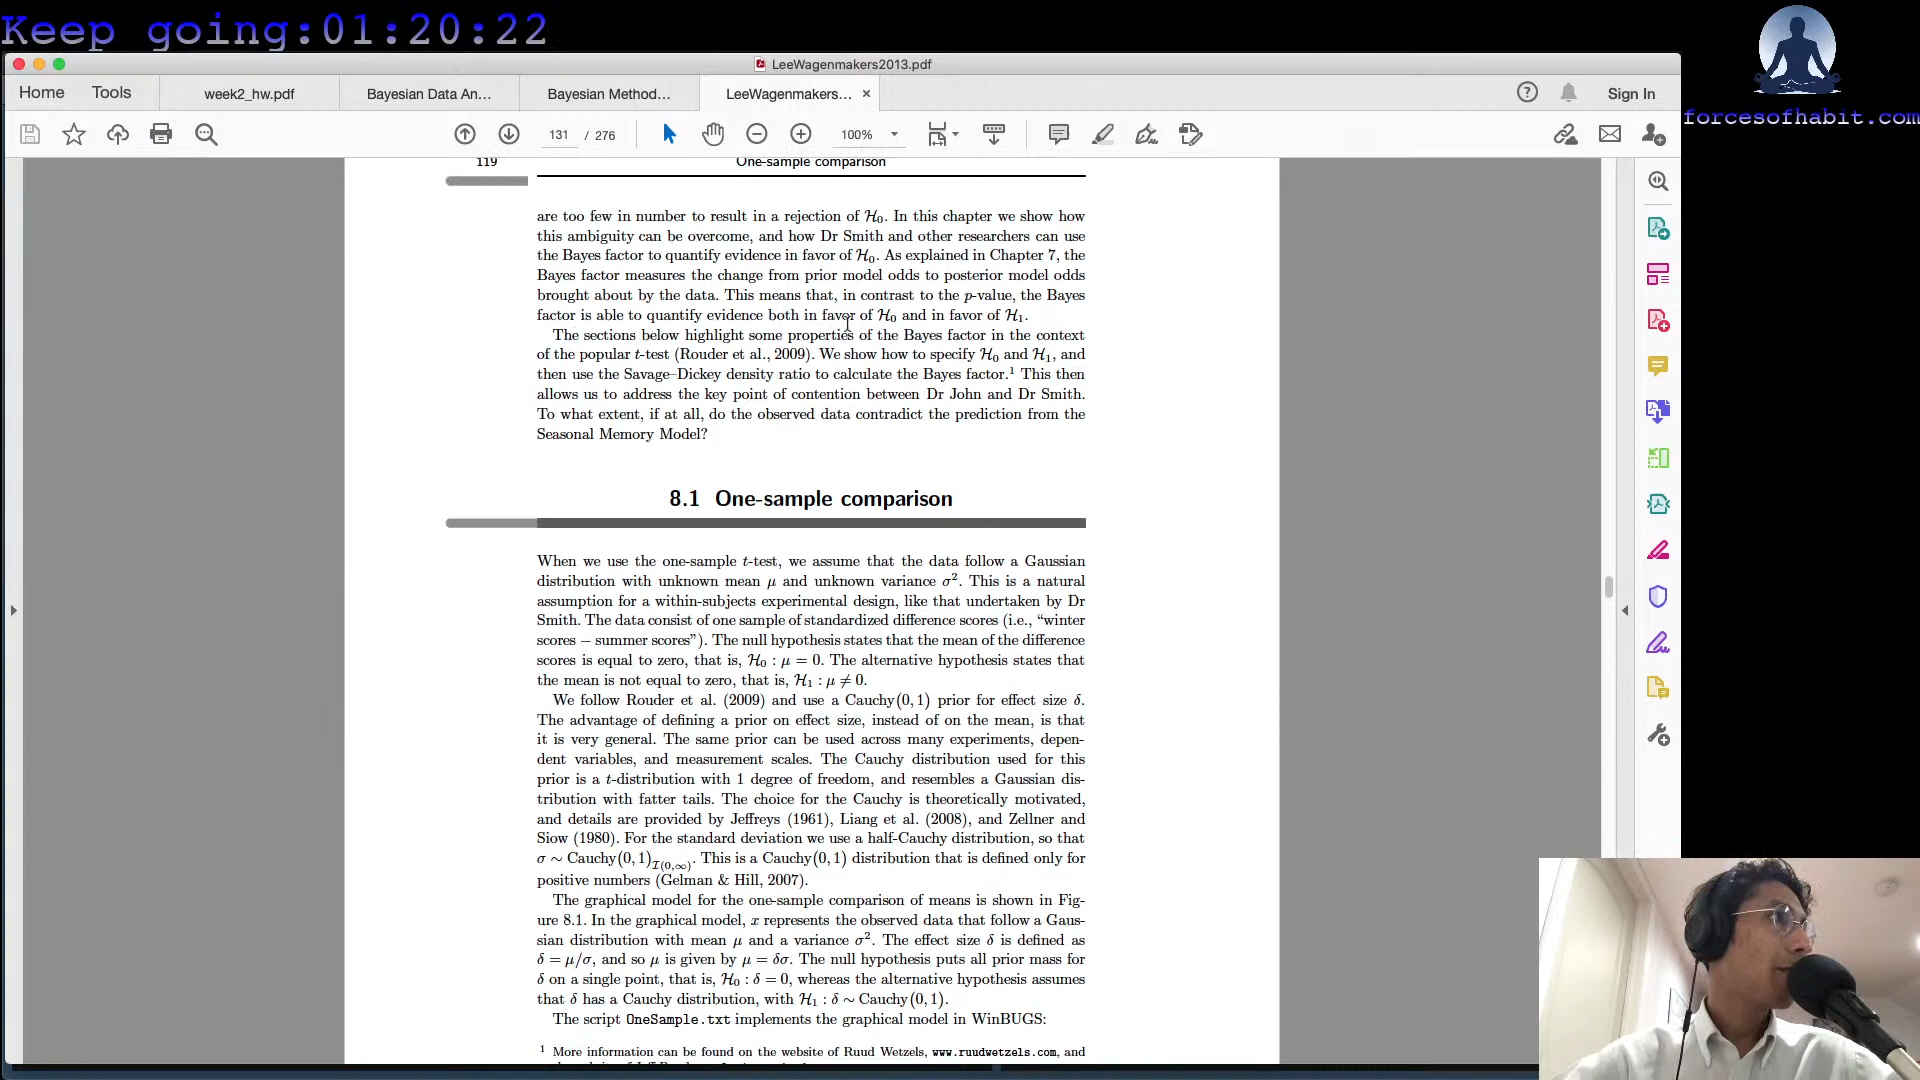 Keep going:01:20:22
forcesofhabit.com
LeeWagenmakers2013.pdf
Home Tools week2_hw.pdf Bayesian Data An... Bayesian Method... LeeWagenmakers... × Sign In
131 / 276 100%
119 One-sample comparison
are too few in number to result in a rejection of H₀. In this chapter we show how
this ambiguity can be overcome, and how Dr Smith and other researchers can use
the Bayes factor to quantify evidence in favor of H₀. As explained in Chapter 7, the
Bayes factor measures the change from prior model odds to posterior model odds
brought about by the data. This means that, in contrast to the p-value, the Bayes
factor is able to quantify evidence both in favor of H₀ and in favor of H₁.
The sections below highlight some properties of the Bayes factor in the context
of the popular t-test (Rouder et al., 2009). We show how to specify H₀ and H₁, and
then use the Savage–Dickey density ratio to calculate the Bayes factor.¹ This then
allows us to address the key point of contention between Dr John and Dr Smith.
To what extent, if at all, do the observed data contradict the prediction from the
Seasonal Memory Model?
8.1 One-sample comparison
When we use the one-sample t-test, we assume that the data follow a Gaussian
distribution with unknown mean μ and unknown variance σ². This is a natural
assumption for a within-subjects experimental design, like that undertaken by Dr
Smith. The data consist of one sample of standardized difference scores (i.e., “winter
scores – summer scores”). The null hypothesis states that the mean of the difference
scores is equal to zero, that is, H₀ : μ = 0. The alternative hypothesis states that
the mean is not equal to zero, that is, H₁ : μ ≠ 0.
We follow Rouder et al. (2009) and use a Cauchy(0, 1) prior for effect size δ.
The advantage of defining a prior on effect size, instead of on the mean, is that
it is very general. The same prior can be used across many experiments, depen-
dent variables, and measurement scales. The Cauchy distribution used for this
prior is a t-distribution with 1 degree of freedom, and resembles a Gaussian dis-
tribution with fatter tails. The choice for the Cauchy is theoretically motivated,
and details are provided by Jeffreys (1961), Liang et al. (2008), and Zellner and
Siow (1980). For the standard deviation we use a half-Cauchy distribution, so that
σ ∼ Cauchy(0, 1)I(0,∞). This is a Cauchy(0, 1) distribution that is defined only for
positive numbers (Gelman & Hill, 2007).
The graphical model for the one-sample comparison of means is shown in Fig-
ure 8.1. In the graphical model, x represents the observed data that follow a Gaus-
sian distribution with mean μ and a variance σ². The effect size δ is defined as
δ = μ/σ, and so μ is given by μ = δσ. The null hypothesis puts all prior mass for
δ on a single point, that is, H₀ : δ = 0, whereas the alternative hypothesis assumes
that δ has a Cauchy distribution, with H₁ : δ ∼ Cauchy(0, 1).
The script OneSample.txt implements the graphical model in WinBUGS:
¹ More information can be found on the website of Ruud Wetzels, www.ruudwetzels.com, and